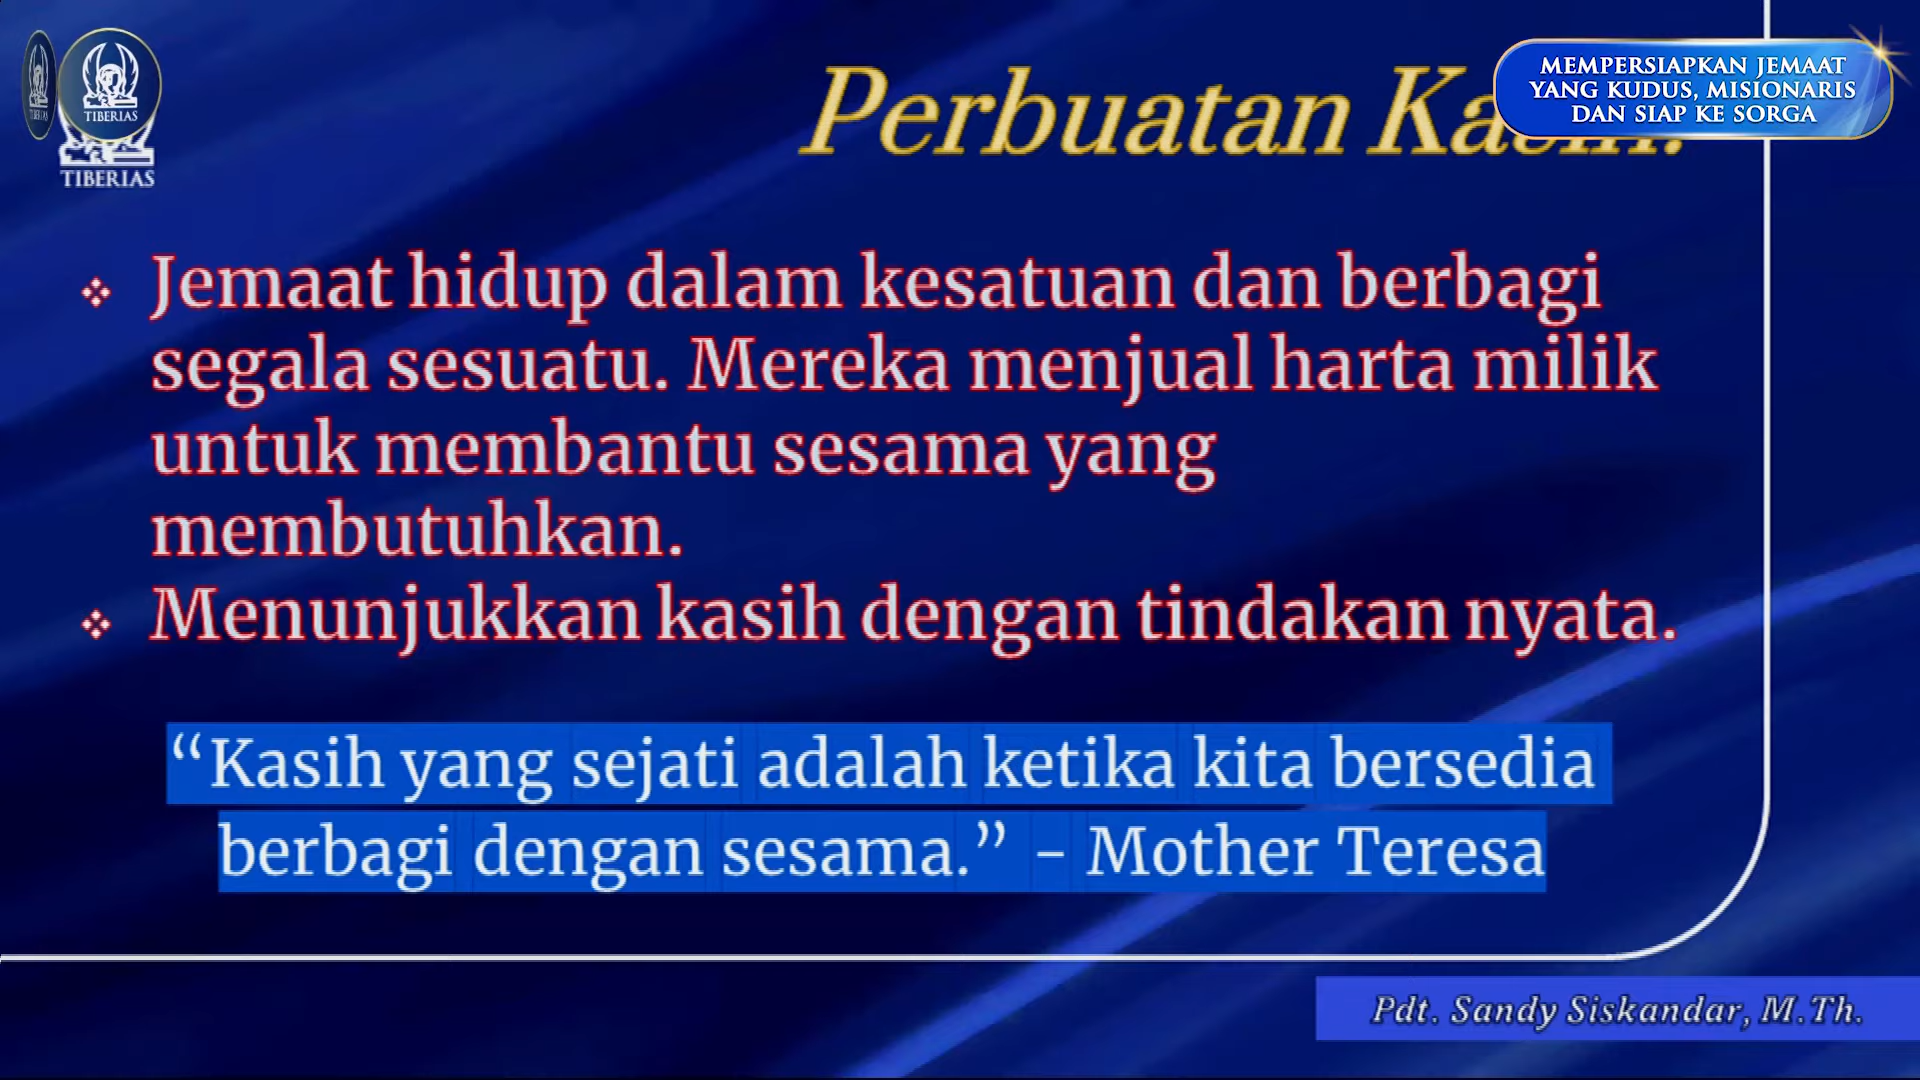 TIBERIAS
TIBERIAS
Perbuatan
MEMPERSIAPKAN JEMAAT
YANG KUDUS, MISIONARIS
DAN SIAP KE SORGA
❖ Jemaat hidup dalam kesatuan dan berbagi
segala sesuatu. Mereka menjual harta milik
untuk membantu sesama yang
membutuhkan.
❖ Menunjukkan kasih dengan tindakan nyata.
“Kasih yang sejati adalah ketika kita bersedia
berbagi dengan sesama.” - Mother Teresa
Pdt. Sandy Siskandar, M.Th.